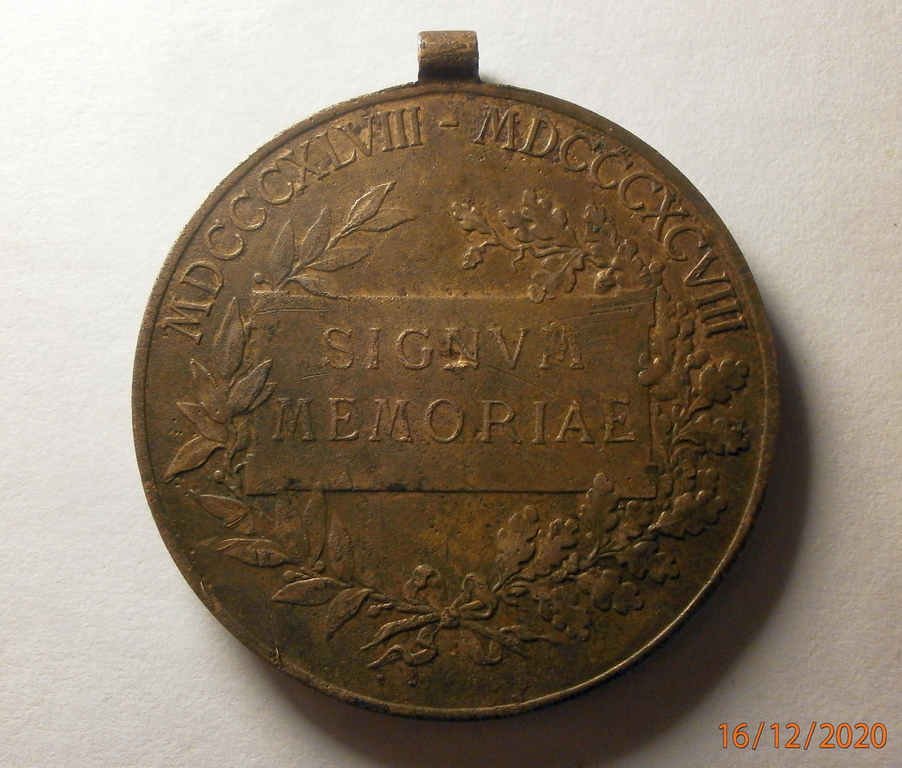 MDCCCXLVIII - MDCCCXCVIII
SIGNVM
MEMORIAE
16/12/2020